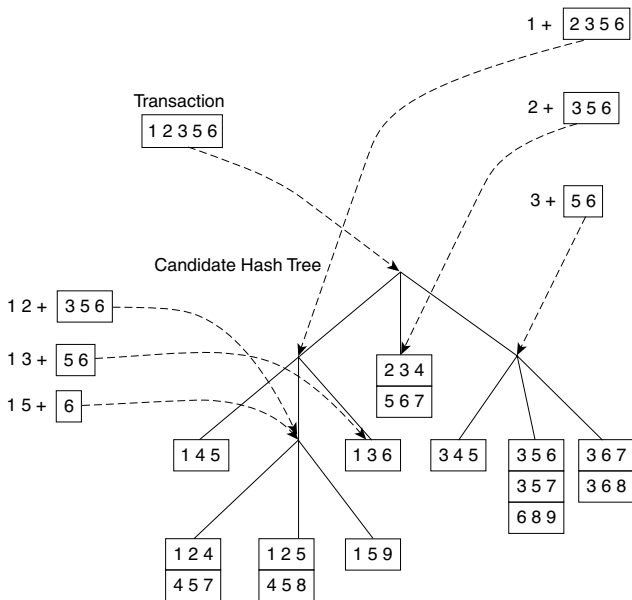 1 + 2 3 5 6
Transaction
1 2 3 5 6
2 + 3 5 6
3 + 5 6
Candidate Hash Tree
1 2 + 3 5 6
1 3 + 5 6
1 5 + 6
2 3 4
5 6 7
1 4 5
1 3 6
3 4 5
3 5 6
3 5 7
6 8 9
3 6 7
3 6 8
1 2 4
4 5 7
1 2 5
4 5 8
1 5 9